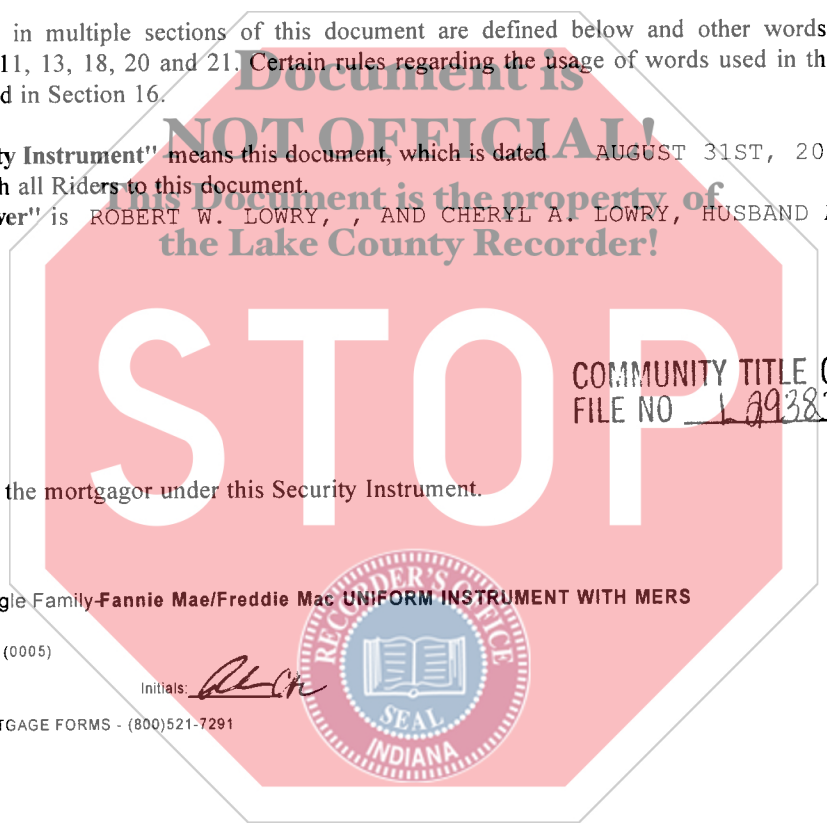 in multiple sections of this document are defined below and other words
11, 13, 18, 20 and 21. Certain rules regarding the usage of words used in th
d in Section 16.
Document is
NOT OFFICIAL!
This Document is the property of
the Lake County Recorder!
ty Instrument" means this document, which is dated AUGUST 31ST, 20
h all Riders to this document.
ver" is ROBERT W. LOWRY, , AND CHERYL A. LOWRY, HUSBAND A
STOP
COMMUNITY TITLE C
FILE NO L2938
the mortgagor under this Security Instrument.
gle Family-Fannie Mae/Freddie Mac UNIFORM INSTRUMENT WITH MERS
(0005)
Initials:
TGAGE FORMS - (800)521-7291
RECORDER'S OFFICE
SEAL
INDIANA